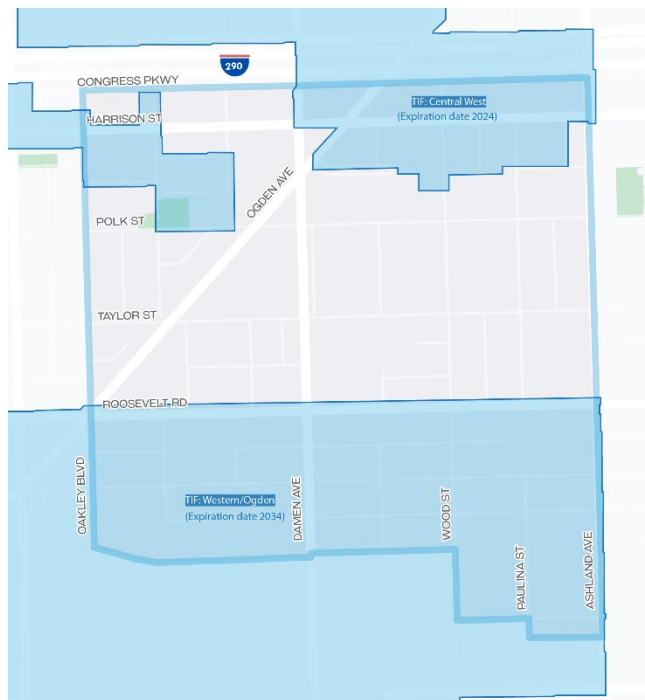 290
CONGRESS PKWY
TIF: Central West
(Expiration date 2024)
HARRISON ST
OGDEN AVE
POLK ST
TAYLOR ST
ROOSEVELT RD
OAKLEY BLVD
TIF: Western/Ogden
(Expiration date 2034)
DAMEN AVE
WOOD ST
PAULINA ST
ASHLAND AVE